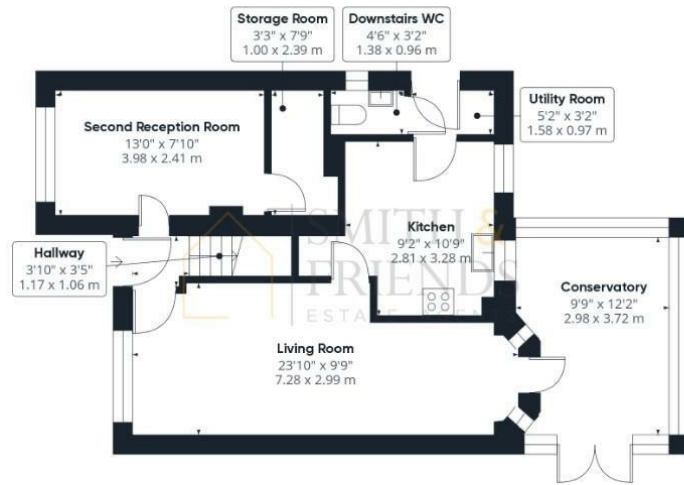 Storage Room
3'3" x 7'9"
1.00 x 2.39 m
Downstairs WC
4'6" x 3'2"
1.38 x 0.96 m
Utility Room
5'2" x 3'2"
1.58 x 0.97 m
Second Reception Room
13'0" x 7'10"
3.98 x 2.41 m
Hallway
3'10" x 3'5"
1.17 x 1.06 m
Kitchen
9'2" x 10'9"
2.81 x 3.28 m
SMITH &
FRIENDS
ESTATE
Conservatory
9'9" x 12'2"
2.98 x 3.72 m
Living Room
23'10" x 9'9"
7.28 x 2.99 m